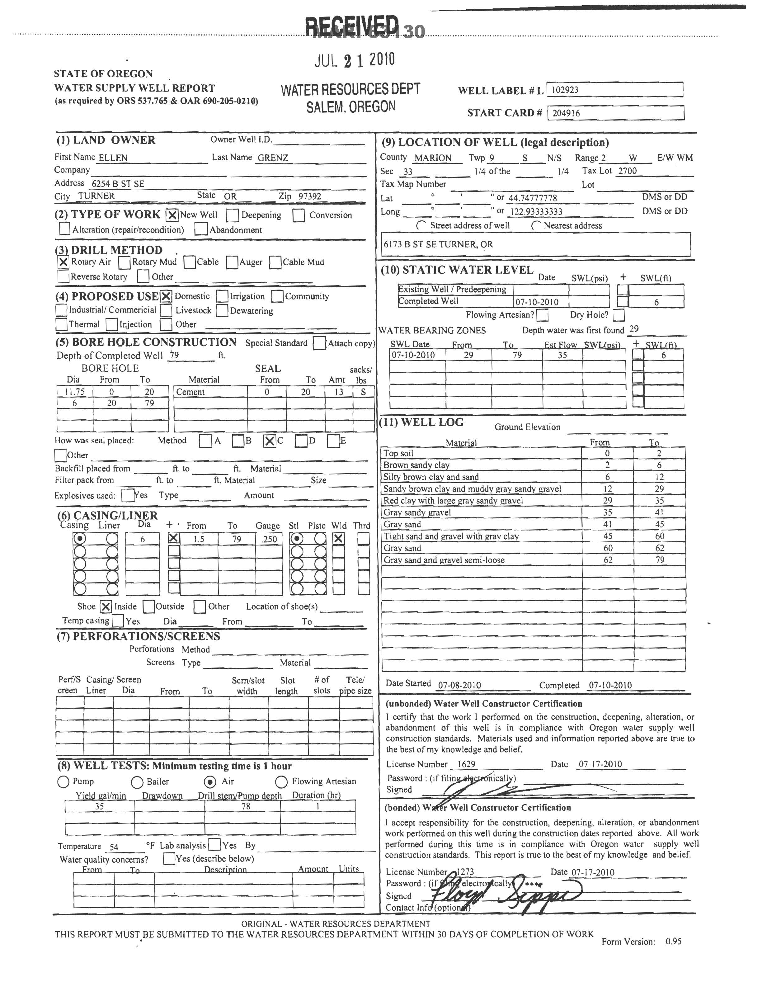 RECEIVED
JUL 2 1 2010
WATER RESOURCES DEPT
SALEM, OREGON
STATE OF OREGON
WATER SUPPLY WELL REPORT
(as required by ORS 537.765 & OAR 690-205-0210)
WELL LABEL # L 102923
START CARD # 204916
(1) LAND OWNER Owner Well I.D.
First Name ELLEN Last Name GRENZ
Company
Address 6254 B ST SE
City TURNER State OR Zip 97392
(2) TYPE OF WORK X New Well Deepening Conversion
Alteration (repair/recondition) Abandonment
(3) DRILL METHOD
X Rotary Air Rotary Mud Cable Auger Cable Mud
Reverse Rotary Other
(4) PROPOSED USE X Domestic Irrigation Community
Industrial/ Commericial Livestock Dewatering
Thermal Injection Other
(5) BORE HOLE CONSTRUCTION Special Standard (Attach copy)
Depth of Completed Well 79 ft.
BORE HOLE SEAL sacks/
Dia From To Material From To Amt lbs
11.75 0 20 Cement 0 20 13 S
6 20 79
How was seal placed: Method A B X C D E
Other
Backfill placed from ft. to ft. Material
Filter pack from ft. to ft. Material Size
Explosives used: Yes Type Amount
(6) CASING/LINER
Casing Liner Dia + From To Gauge Stl Plstc Wld Thrd
6 X 1.5 79 .250 X
Shoe X Inside Outside Other Location of shoe(s)
Temp casing Yes Dia From To
(7) PERFORATIONS/SCREENS
Perforations Method
Screens Type Material
Perf/S Casing/ Screen Scrn/slot Slot # of Tele/
creen Liner Dia From To width length slots pipe size
(8) WELL TESTS: Minimum testing time is 1 hour
Pump Bailer Air Flowing Artesian
Yield gal/min Drawdown Drill stem/Pump depth Duration (hr)
35 78 1
Temperature 54 °F Lab analysis Yes By
Water quality concerns? Yes (describe below)
From To Description Amount Units
(9) LOCATION OF WELL (legal description)
County MARION Twp 9 S N/S Range 2 W E/W WM
Sec 33 1/4 of the 1/4 Tax Lot 2700
Tax Map Number Lot
Lat ° ' " or 44.74777778 DMS or DD
Long ° ' " or 122.93333333 DMS or DD
Street address of well Nearest address
6173 B ST SE TURNER, OR
(10) STATIC WATER LEVEL
Date SWL(psi) + SWL(ft)
Existing Well / Predeepening
Completed Well 07-10-2010 6
Flowing Artesian? Dry Hole?
WATER BEARING ZONES Depth water was first found 29
SWL Date From To Est Flow SWL(psi) + SWL(ft)
07-10-2010 29 79 35 6
(11) WELL LOG Ground Elevation
Material From To
Top soil 0 2
Brown sandy clay 2 6
Silty brown clay and sand 6 12
Sandy brown clay and muddy gray sandy gravel 12 29
Red clay with large gray sandy gravel 29 35
Gray sandy gravel 35 41
Gray sand 41 45
Tight sand and gravel with gray clay 45 60
Gray sand 60 62
Gray sand and gravel semi-loose 62 79
Date Started 07-08-2010 Completed 07-10-2010
(unbonded) Water Well Constructor Certification
I certify that the work I performed on the construction, deepening, alteration, or
abandonment of this well is in compliance with Oregon water supply well
construction standards. Materials used and information reported above are true to
the best of my knowledge and belief.
License Number 1629 Date 07-17-2010
Password : (if filing electronically)
Signed
(bonded) Water Well Constructor Certification
I accept responsibility for the construction, deepening, alteration, or abandonment
work performed on this well during the construction dates reported above. All work
performed during this time is in compliance with Oregon water supply well
construction standards. This report is true to the best of my knowledge and belief.
License Number 1273 Date 07-17-2010
Password : (if filing electronically) ****
Signed Floyd Sippi
Contact Info (optional)
ORIGINAL - WATER RESOURCES DEPARTMENT
THIS REPORT MUST BE SUBMITTED TO THE WATER RESOURCES DEPARTMENT WITHIN 30 DAYS OF COMPLETION OF WORK
Form Version: 0.95